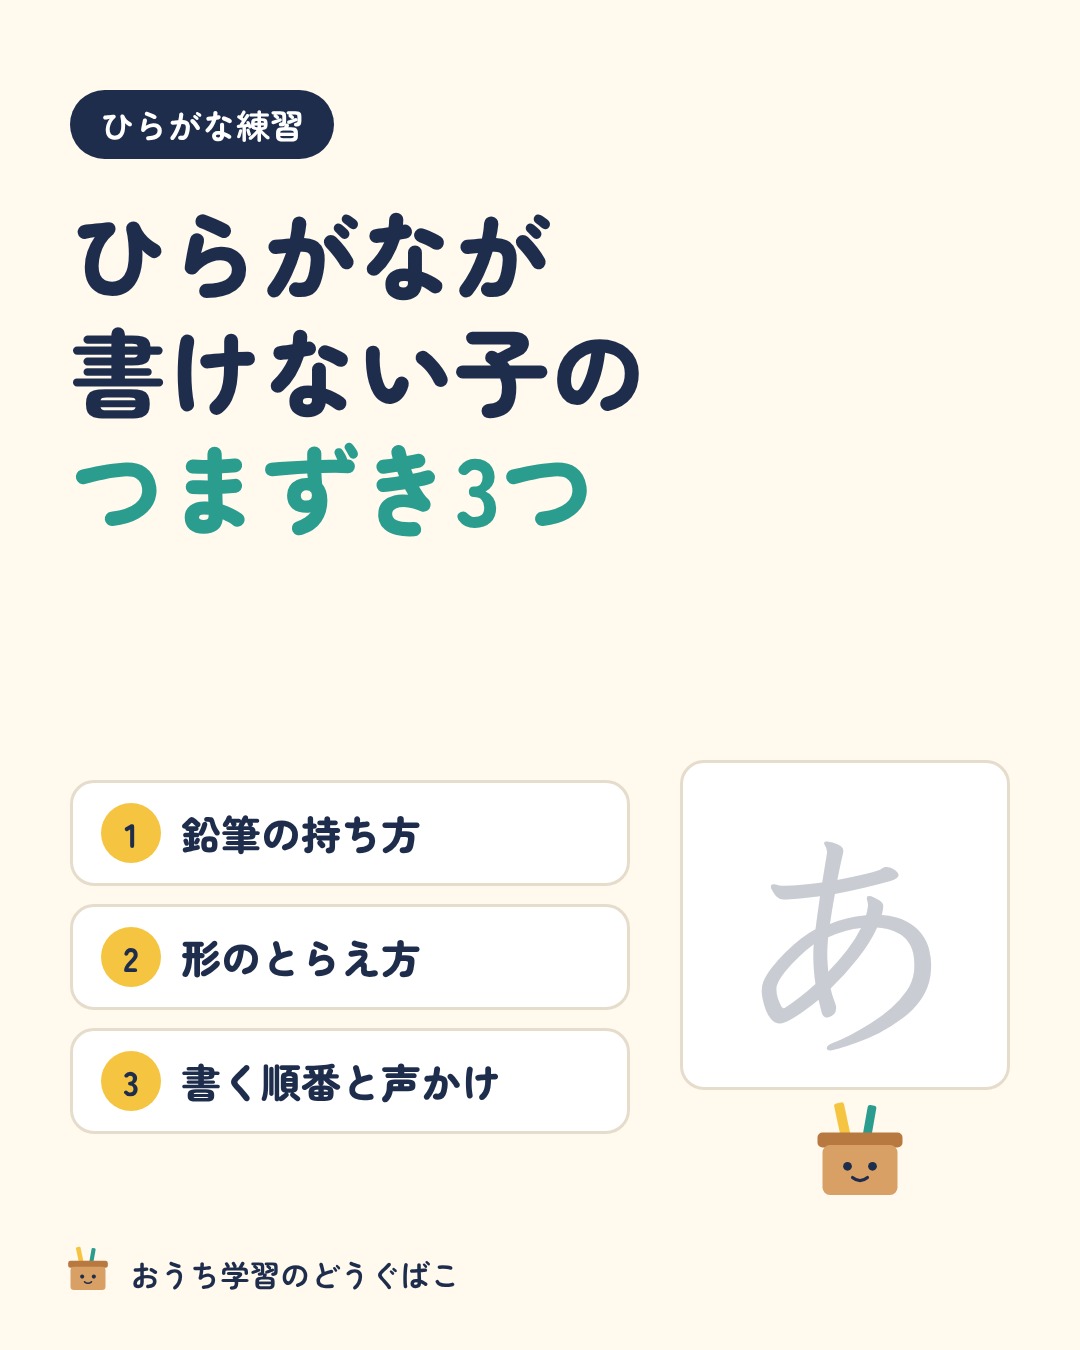 ひらがな練習
ひらがなが
書けない子の
つまずき3つ
1 鉛筆の持ち方
2 形のとらえ方
3 書く順番と声かけ
あ
おうち学習のどうぐばこ